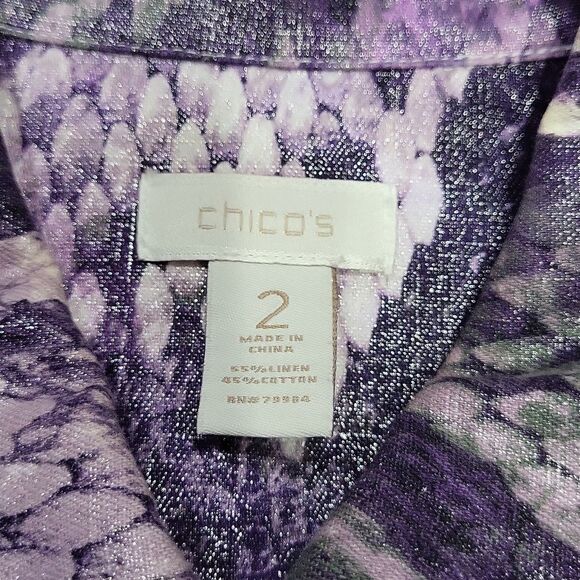 chico's
2
MADE IN
CHINA
55%LINEN
45%COTTON
RN# 79984